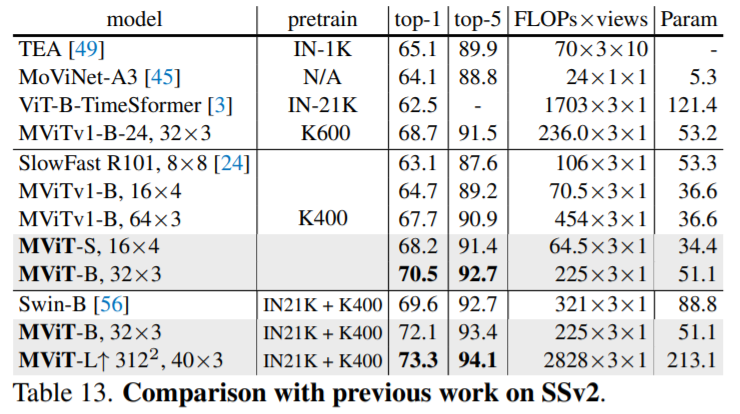 model pretrain top-1 top-5 FLOPs×views Param
TEA [49] IN-1K 65.1 89.9 70×3×10 -
MoViNet-A3 [45] N/A 64.1 88.8 24×1×1 5.3
ViT-B-TimeSformer [3] IN-21K 62.5 - 1703×3×1 121.4
MViTv1-B-24, 32×3 K600 68.7 91.5 236.0×3×1 53.2
SlowFast R101, 8×8 [24] 63.1 87.6 106×3×1 53.3
MViTv1-B, 16×4 64.7 89.2 70.5×3×1 36.6
MViTv1-B, 64×3 K400 67.7 90.9 454×3×1 36.6
MViT-S, 16×4 68.2 91.4 64.5×3×1 34.4
MViT-B, 32×3 70.5 92.7 225×3×1 51.1
Swin-B [56] IN21K + K400 69.6 92.7 321×3×1 88.8
MViT-B, 32×3 IN21K + K400 72.1 93.4 225×3×1 51.1
MViT-L↑ 312², 40×3 IN21K + K400 73.3 94.1 2828×3×1 213.1
Table 13. Comparison with previous work on SSv2.